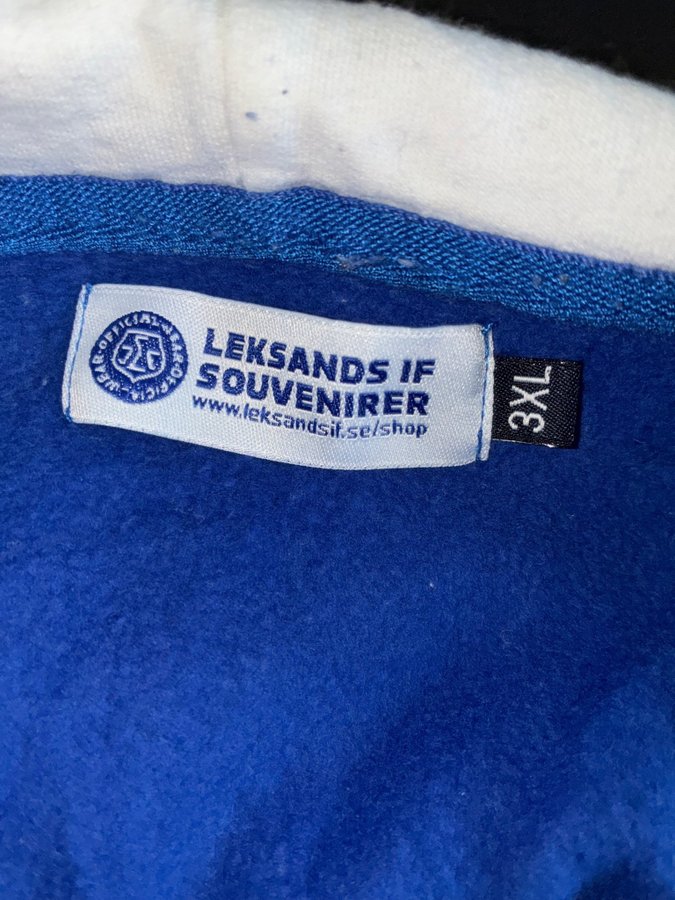 LEKSANDS IF
SOUVENIRER
www.leksandsif.se/shop
3XL